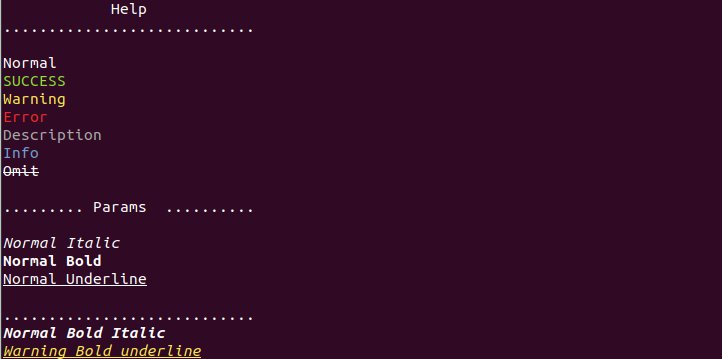 Help
............................
Normal
SUCCESS
Warning
Error
Description
Info
Omit
......... Params ..........
Normal Italic
Normal Bold
Normal Underline
............................
Normal Bold Italic
Warning Bold underline